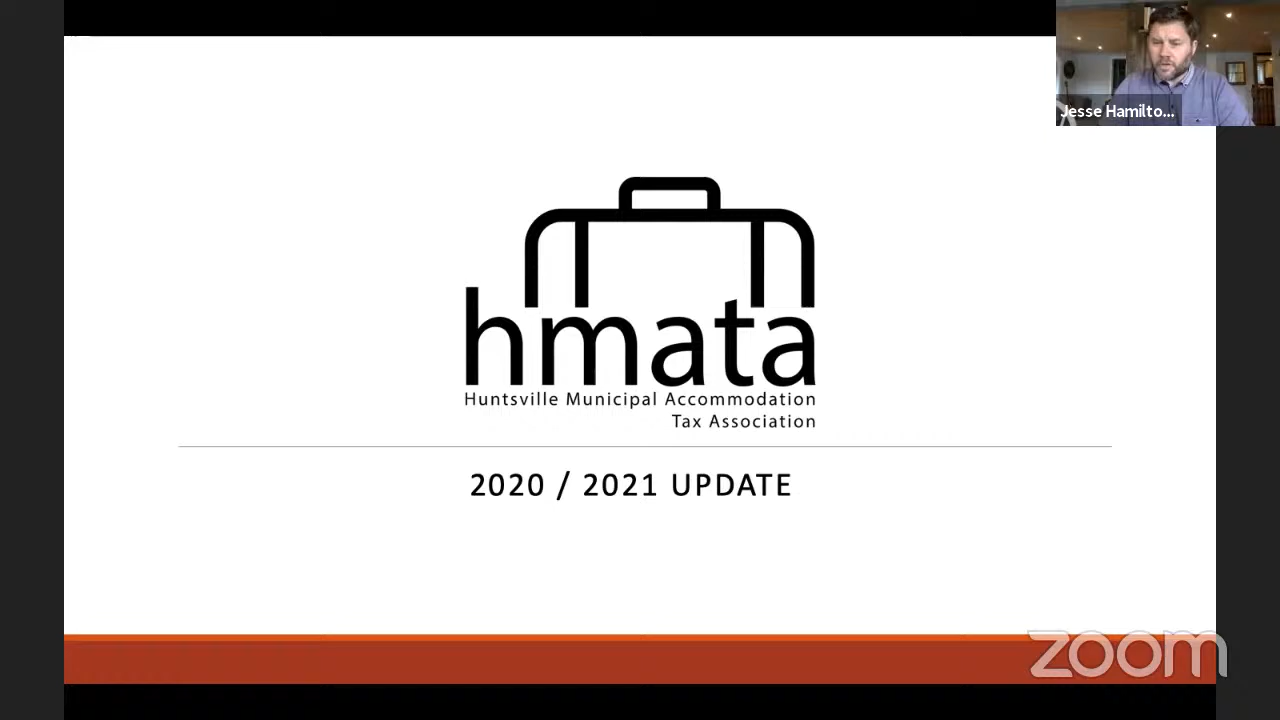 Jesse Hamilto...
hmata
Huntsville Municipal Accommodation
Tax Association
2020 / 2021 UPDATE
zoom